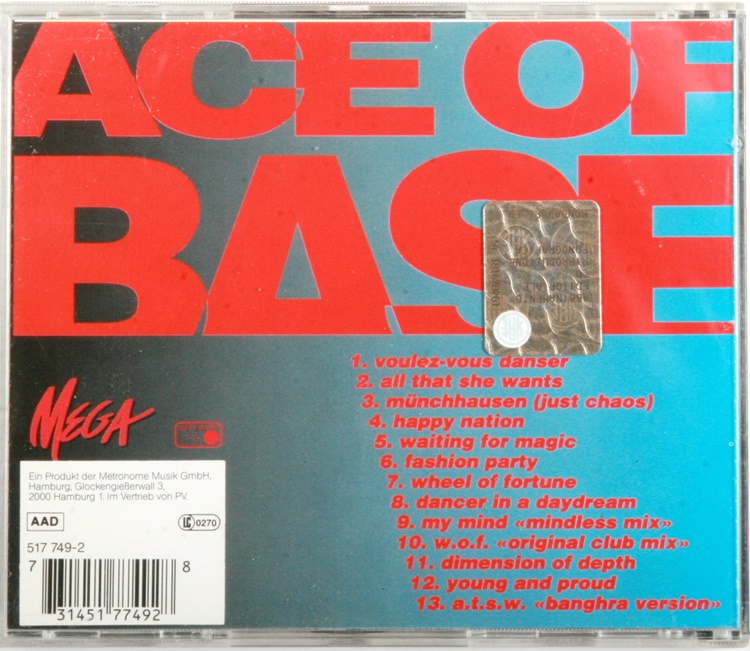 ACE OF
BASE
1. voulez-vous danser
2. all that she wants
3. münchhausen (just chaos)
4. happy nation
5. waiting for magic
6. fashion party
7. wheel of fortune
8. dancer in a daydream
9. my mind «mindless mix»
10. w.o.f. «original club mix»
11. dimension of depth
12. young and proud
13. a.t.s.w. «banghra version»
MEGA
Ein Produkt der Metronome Musik GmbH,
Hamburg, Glockengießerwall 3,
2000 Hamburg 1. Im Vertrieb von PV.
AAD
LC 0270
517 749-2
7 31451 77492 8